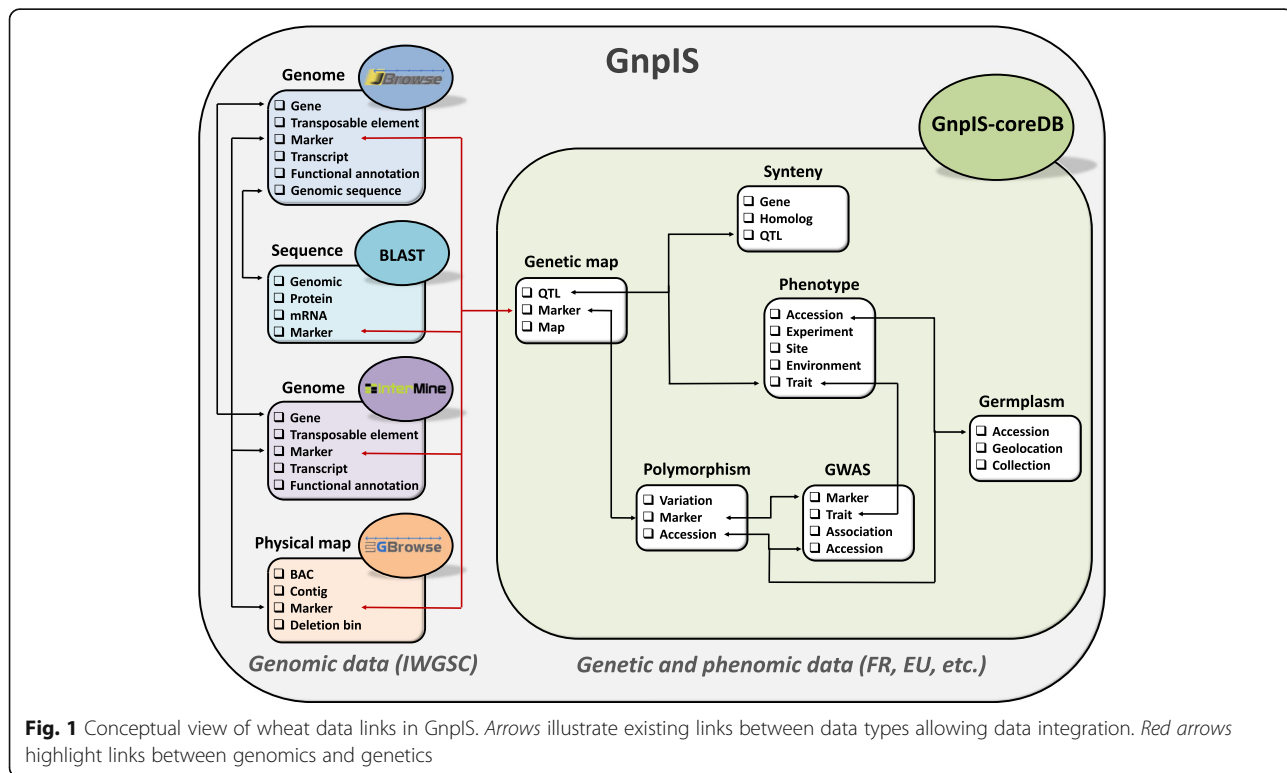 GnpIS
Genome
JBrowse
❑ Gene
❑ Transposable element
❑ Marker
❑ Transcript
❑ Functional annotation
❑ Genomic sequence
Sequence
BLAST
❑ Genomic
❑ Protein
❑ mRNA
❑ Marker
Genome
InterMine
❑ Gene
❑ Transposable element
❑ Marker
❑ Transcript
❑ Functional annotation
Physical map
GBrowse
❑ BAC
❑ Contig
❑ Marker
❑ Deletion bin
Genomic data (IWGSC)
GnpIS-coreDB
Synteny
❑ Gene
❑ Homolog
❑ QTL
Genetic map
❑ QTL
❑ Marker
❑ Map
Phenotype
❑ Accession
❑ Experiment
❑ Site
❑ Environment
❑ Trait
Germplasm
❑ Accession
❑ Geolocation
❑ Collection
Polymorphism
❑ Variation
❑ Marker
❑ Accession
GWAS
❑ Marker
❑ Trait
❑ Association
❑ Accession
Genetic and phenomic data (FR, EU, etc.)
Fig. 1 Conceptual view of wheat data links in GnpIS. Arrows illustrate existing links between data types allowing data integration. Red arrows
highlight links between genomics and genetics